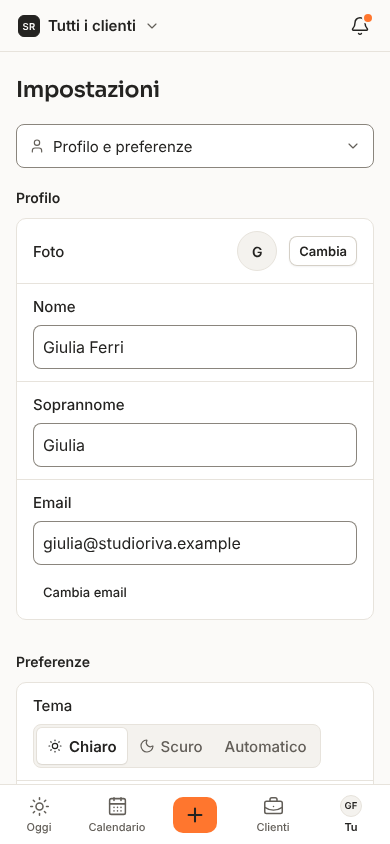 SR Tutti i clienti
Impostazioni
Profilo e preferenze
Profilo
Foto G Cambia
Nome
Giulia Ferri
Soprannome
Giulia
Email
giulia@studioriva.example
Cambia email
Preferenze
Tema
Chiaro Scuro Automatico
Oggi Calendario Clienti GF Tu